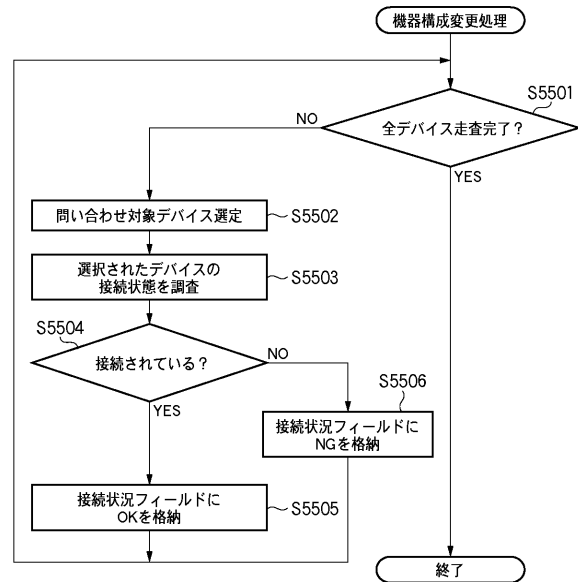 機器構成変更処理
S5501
全デバイス走査完了？
NO
YES
問い合わせ対象デバイス選定
S5502
選択されたデバイスの
接続状態を調査
S5503
S5504
接続されている？
NO
YES
S5506
接続状況フィールドに
NGを格納
接続状況フィールドに
OKを格納
S5505
終了